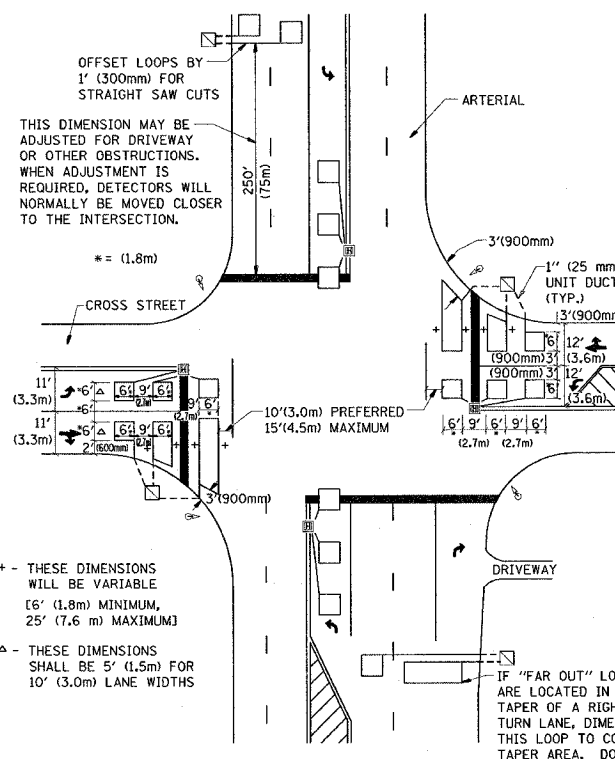 OFFSET LOOPS BY
1' (300mm) FOR
STRAIGHT SAW CUTS
THIS DIMENSION MAY BE
ADJUSTED FOR DRIVEWAY
OR OTHER OBSTRUCTIONS.
WHEN ADJUSTMENT IS
REQUIRED, DETECTORS WILL
NORMALLY BE MOVED CLOSER
TO THE INTERSECTION.
* = (1.8m)
250'
(75m)
ARTERIAL
3'(900mm)
1" (25 mm
UNIT DUCT
(TYP.)
3'(900mm
CROSS STREET
*6'
12'
(3.6m)
(900mm)3'
(900mm)3'
12'
(3.6m)
*6'
11'
(3.3m)
*6'
6' 9' 6'
(2.7m)
*6'
9' 6'
(2.7m)
11'
(3.3m)
*6'
6' 9' 6'
2' (600mm)
10'(3.0m) PREFERRED
15'(4.5m) MAXIMUM
6' 9' 6' 9' 6'
(2.7m) (2.7m)
3'(900mm)
+ - THESE DIMENSIONS
WILL BE VARIABLE
[6' (1.8m) MINIMUM,
25' (7.6 m) MAXIMUM]
△ - THESE DIMENSIONS
SHALL BE 5' (1.5m) FOR
10' (3.0m) LANE WIDTHS
DRIVEWAY
IF "FAR OUT" LO
ARE LOCATED IN
TAPER OF A RIGH
TURN LANE, DIME
THIS LOOP TO CO
TAPER AREA. DO